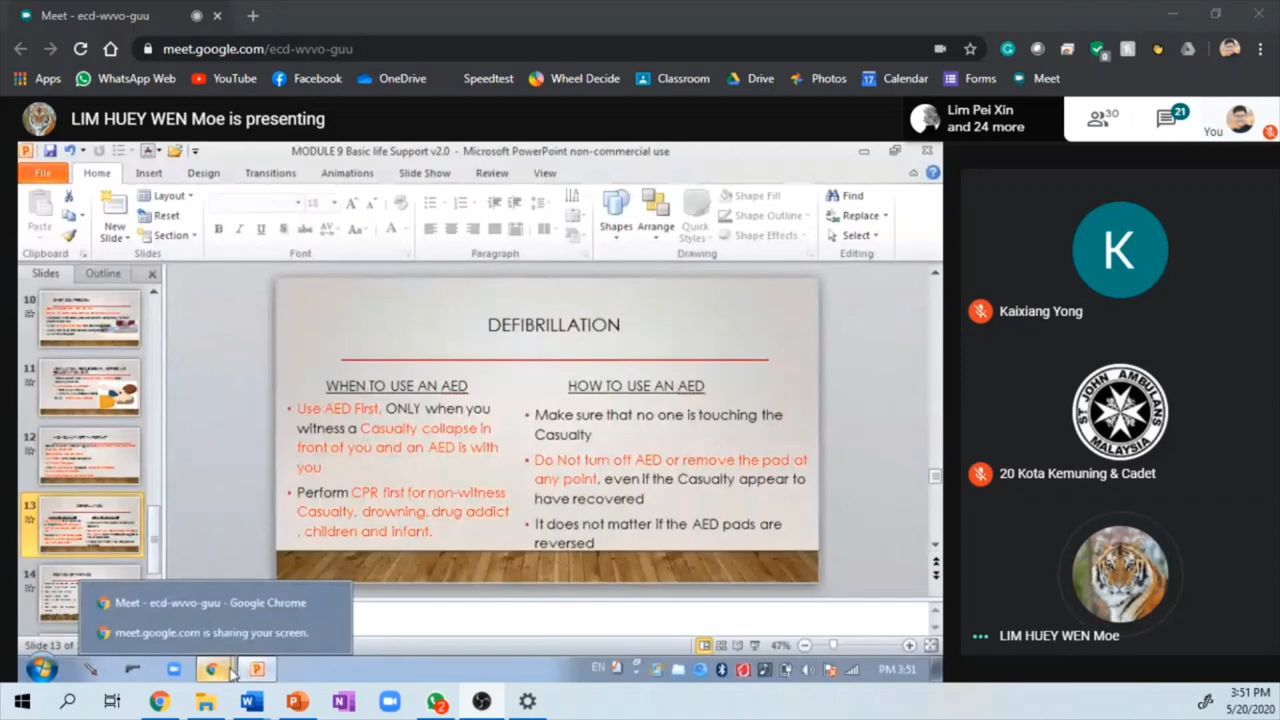 Meet - ecd-wvvo-guu
meet.google.com/ecd-wvvo-guu
Apps WhatsApp Web YouTube Facebook OneDrive Speedtest Wheel Decide Classroom Drive Photos Calendar Forms Meet
LIM HUEY WEN Moe is presenting
Lim Pei Xin
and 24 more
30
21
You
MODULE 9 Basic life Support v2.0 - Microsoft PowerPoint non-commercial use
File Home Insert Design Transitions Animations Slide Show Review View
Paste
New
Slide
Layout
Reset
Section
18
Shapes
Arrange
Quick
Styles
Shape Fill
Shape Outline
Shape Effects
Find
Replace
Select
Clipboard Slides Font Paragraph Drawing Editing
Slides Outline
10
11
12
13
14
DEFIBRILLATION
WHEN TO USE AN AED
• Use AED First, ONLY when you
witness a Casualty collapse in
front of you and an AED is with
you
• Perform CPR first for non-witness
Casualty, drowning, drug addict
, children and infant.
HOW TO USE AN AED
• Make sure that no one is touching the
Casualty
• Do Not turn off AED or remove the pad at
any point, even if the Casualty appear to
have recovered
• It does not matter if the AED pads are
reversed
K
Kaixiang Yong
ST JOHN AMBULANS
MALAYSIA
20 Kota Kemuning & Cadet
LIM HUEY WEN Moe
Meet - ecd-wvvo-guu - Google Chrome
meet.google.com is sharing your screen.
Slide 13 of
47%
EN
PM 3:51
2
3:51 PM
5/20/2020